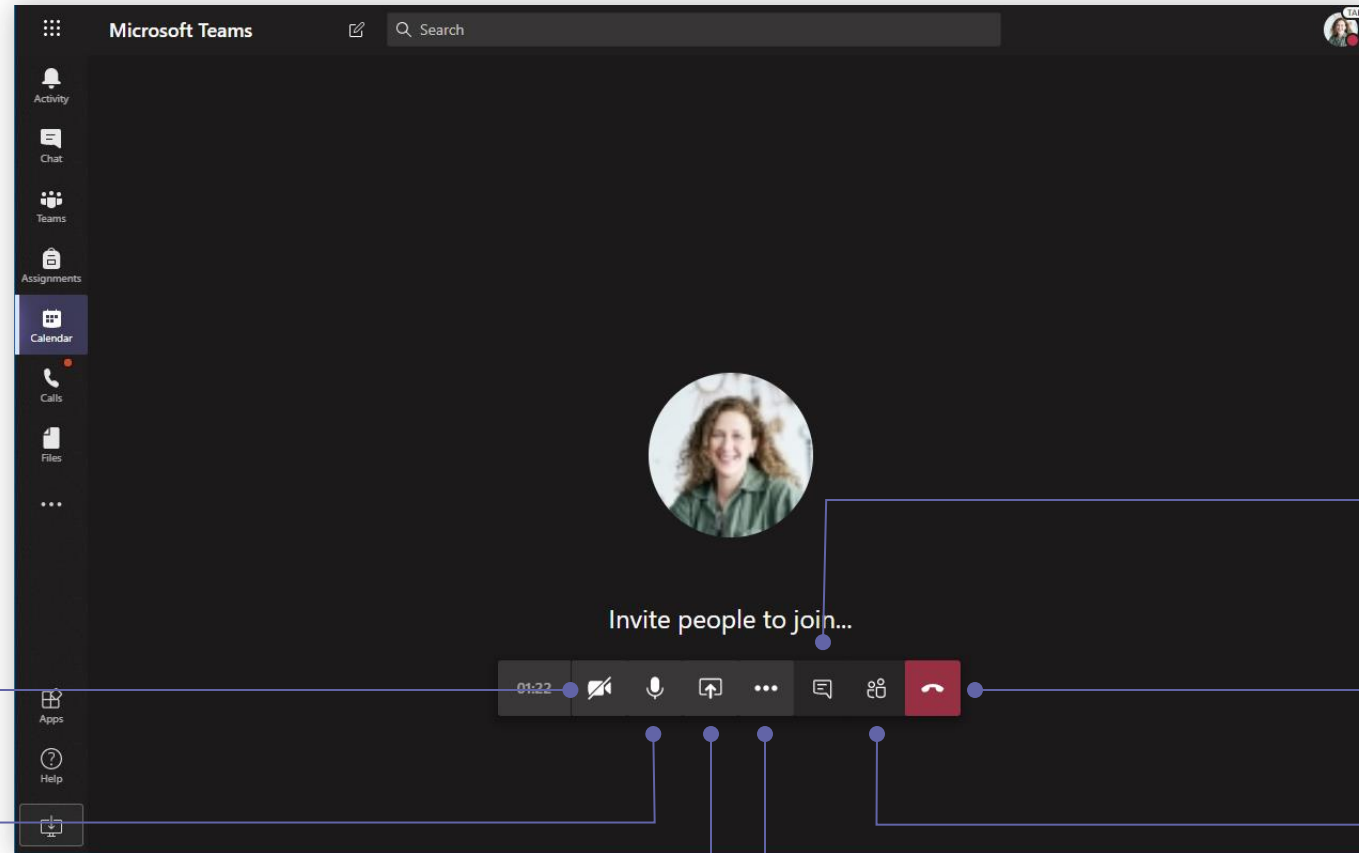 Microsoft Teams
Search
Activity
Chat
Teams
Assignments
Calendar
Calls
Files
Invite people to join...
01:22
Apps
Help